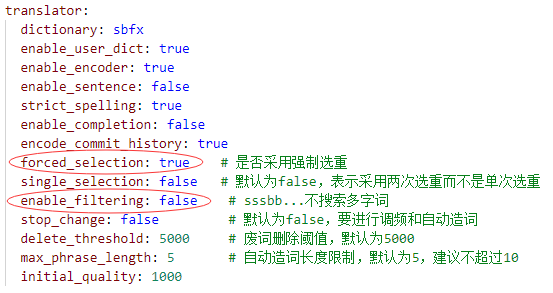 translator:
dictionary: sbfx
enable_user_dict: true
enable_encoder: true
enable_sentence: false
strict_spelling: true
enable_completion: false
encode_commit_history: true
forced_selection: true # 是否采用强制选重
single_selection: false # 默认为false，表示采用两次选重而不是单次选重
enable_filtering: false # sssbb...不搜索多字词
stop_change: false # 默认为false，要进行调频和自动造词
delete_threshold: 5000 # 废词删除阈值，默认为5000
max_phrase_length: 5 # 自动造词长度限制，默认为5，建议不超过10
initial_quality: 1000